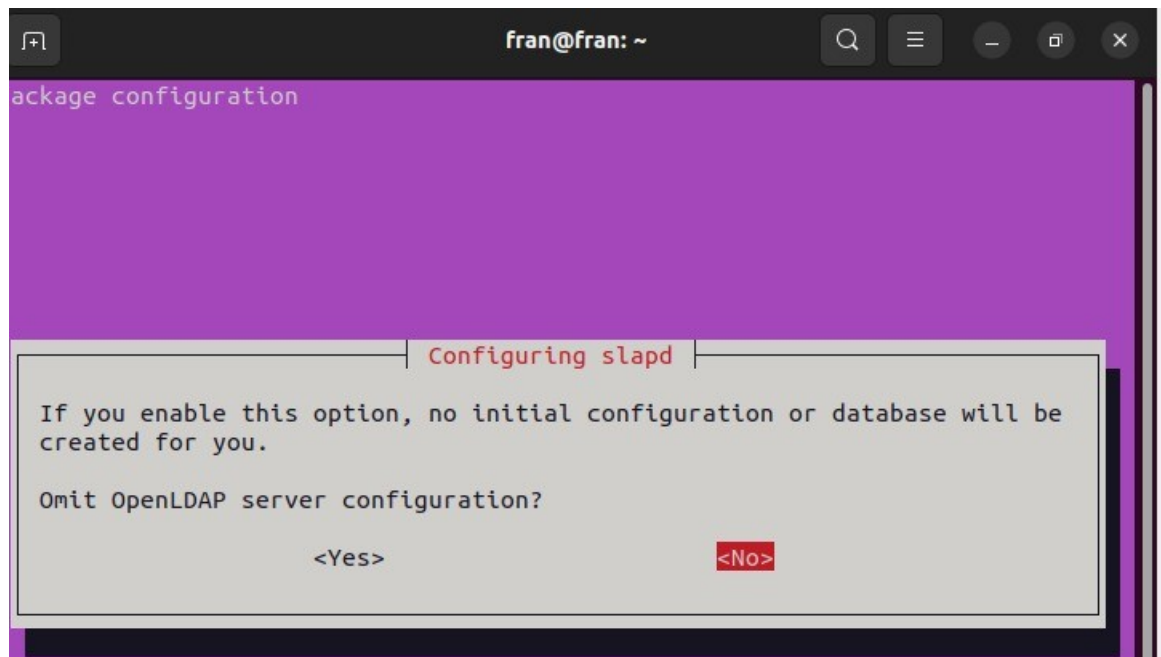 fran@fran: ~
ackage configuration
Configuring slapd
If you enable this option, no initial configuration or database will be
created for you.
Omit OpenLDAP server configuration?
<Yes> <No>